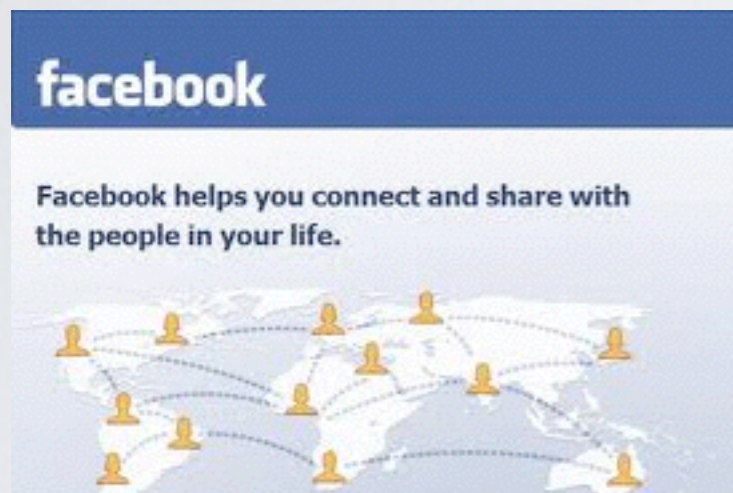 facebook
Facebook helps you connect and share with
the people in your life.